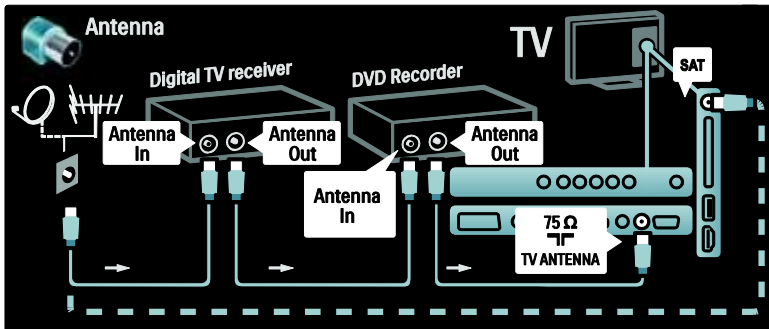 Antenna
TV
Digital TV receiver
DVD Recorder
SAT
Antenna
In
Antenna
Out
Antenna
Out
Antenna
In
75 Ω
TV ANTENNA